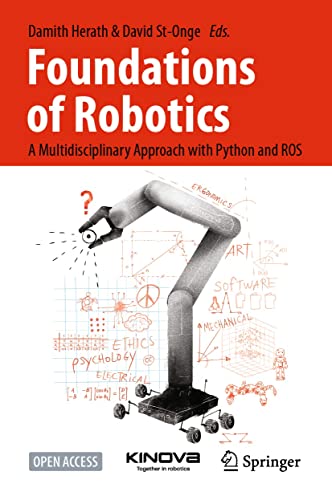 Damith Herath & David St-Onge Eds.
Foundations
of Robotics
A Multidisciplinary Approach with Python and ROS
?
ERGONOMICS
ART
SOFTWARE
MECHANICAL
ETHICS
PSYCHOLOGY
ELECTRICAL
OPEN ACCESS
KINOVA
Together in robotics
Springer